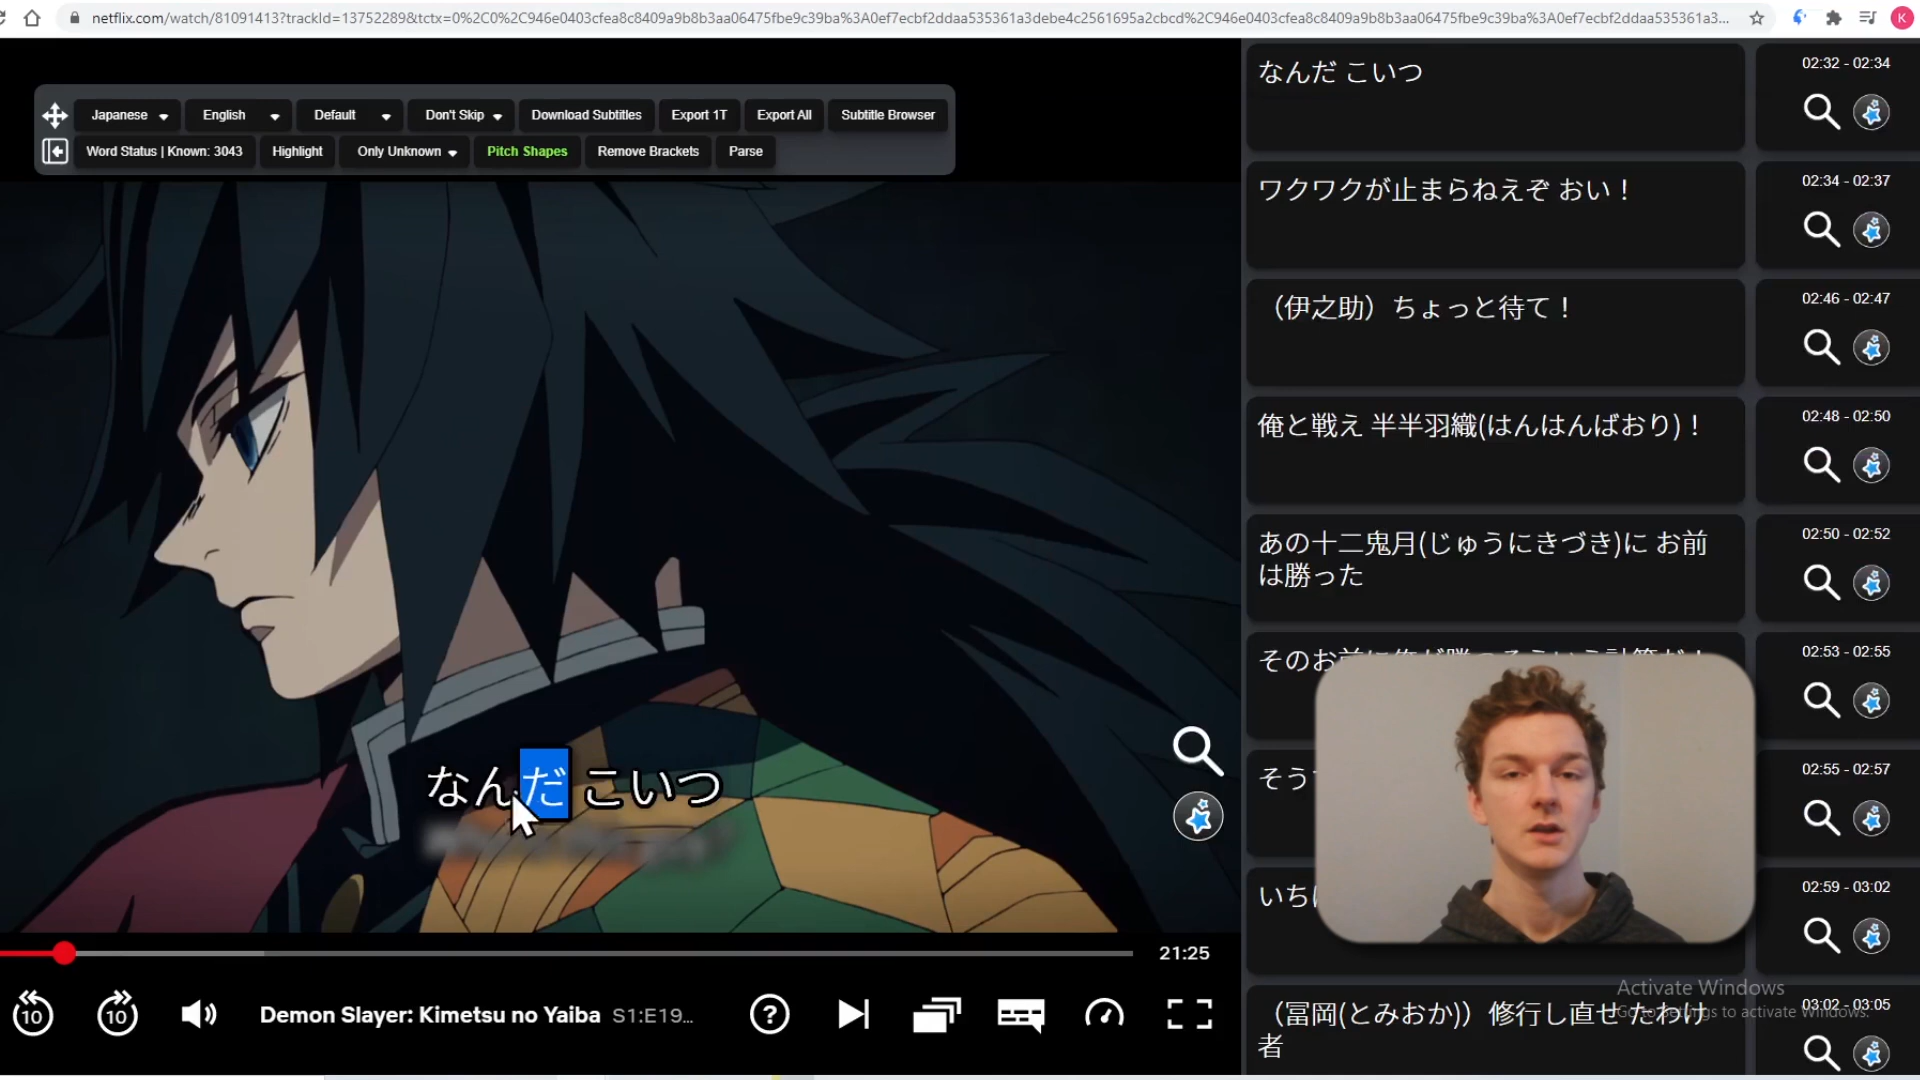 netflix.com/watch/81091413?trackId=13752289&tctx=0%2C0%2C946e0403cfea8c8409a9b8b3aa06475fbe9c39ba%3A0ef7ecbf2ddaa535361a3debe4c2561695a2cbcd%2C946e0403cfea8c8409a9b8b3aa06475fbe9c39ba%3A0ef7ecbf2ddaa535361a3...
K
Japanese English Default Don't Skip Download Subtitles Export 1T Export All Subtitle Browser
Word Status | Known: 3043 Highlight Only Unknown Pitch Shapes Remove Brackets Parse
なんだ こいつ
21:25
10 10 Demon Slayer: Kimetsu no Yaiba S1:E19...
なんだ こいつ
02:32 - 02:34
ワクワクが止まらねえぞ おい！
02:34 - 02:37
（伊之助）ちょっと待て！
02:46 - 02:47
俺と戦え 半半羽織(はんはんばおり)！
02:48 - 02:50
あの十二鬼月(じゅうにきづき)に お前
は勝った
02:50 - 02:52
そのお
02:53 - 02:55
そう
02:55 - 02:57
いち
02:59 - 03:02
（冨岡(とみおか)）修行し直せ たわけ
者
03:02 - 03:05
Activate Windows
Go to Settings to activate Windows.